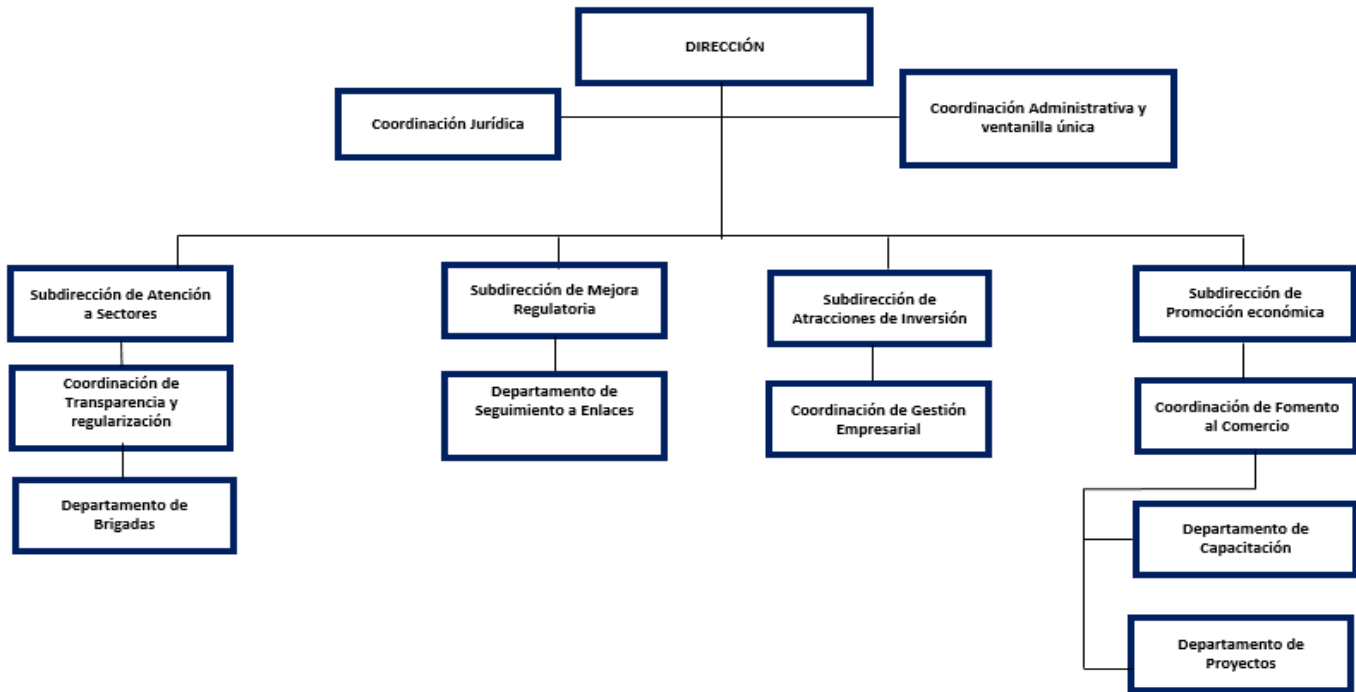 DIRECCIÓN
Coordinación Jurídica
Coordinación Administrativa y
ventanilla única
Subdirección de Atención
a Sectores
Subdirección de Mejora
Regulatoria
Subdirección de
Atracciones de Inversión
Subdirección de
Promoción económica
Coordinación de
Transparencia y
regularización
Departamento de
Seguimiento a Enlaces
Coordinación de Gestión
Empresarial
Coordinación de Fomento
al Comercio
Departamento de
Brigadas
Departamento de
Capacitación
Departamento de
Proyectos